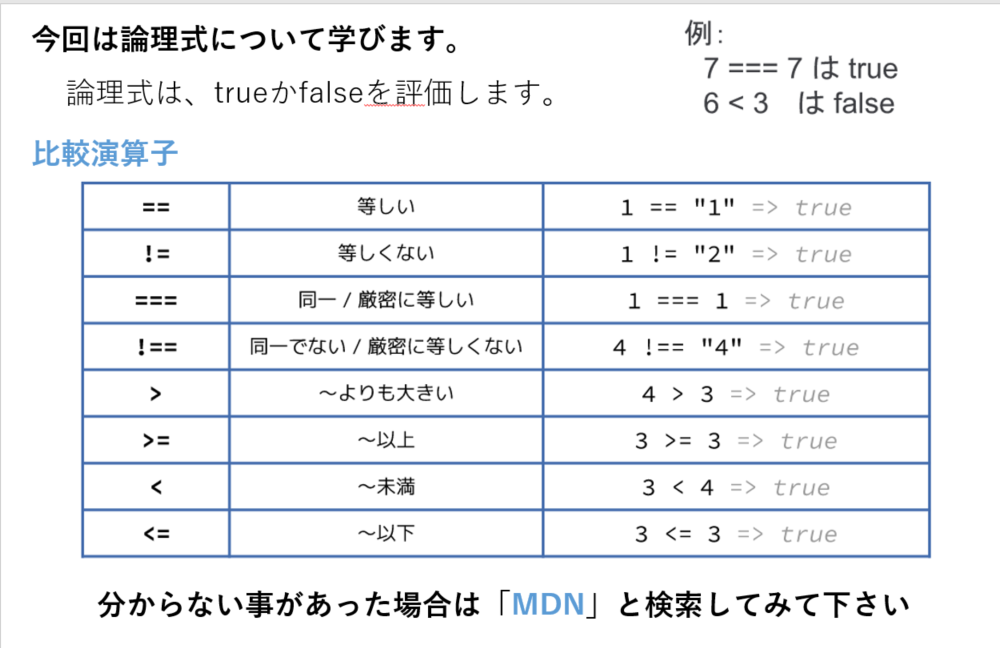 今回は論理式について学びます。
例:
論理式は、trueかfalseを評価します。
7 === 7 は true
6 < 3 は false
比較演算子
== 等しい 1 == "1" => true
!= 等しくない 1 != "2" => true
=== 同一 / 厳密に等しい 1 === 1 => true
!== 同一でない / 厳密に等しくない 4 !== "4" => true
> ～よりも大きい 4 > 3 => true
>= ～以上 3 >= 3 => true
< ～未満 3 < 4 => true
<= ～以下 3 <= 3 => true
分からない事があった場合は「MDN」と検索してみて下さい